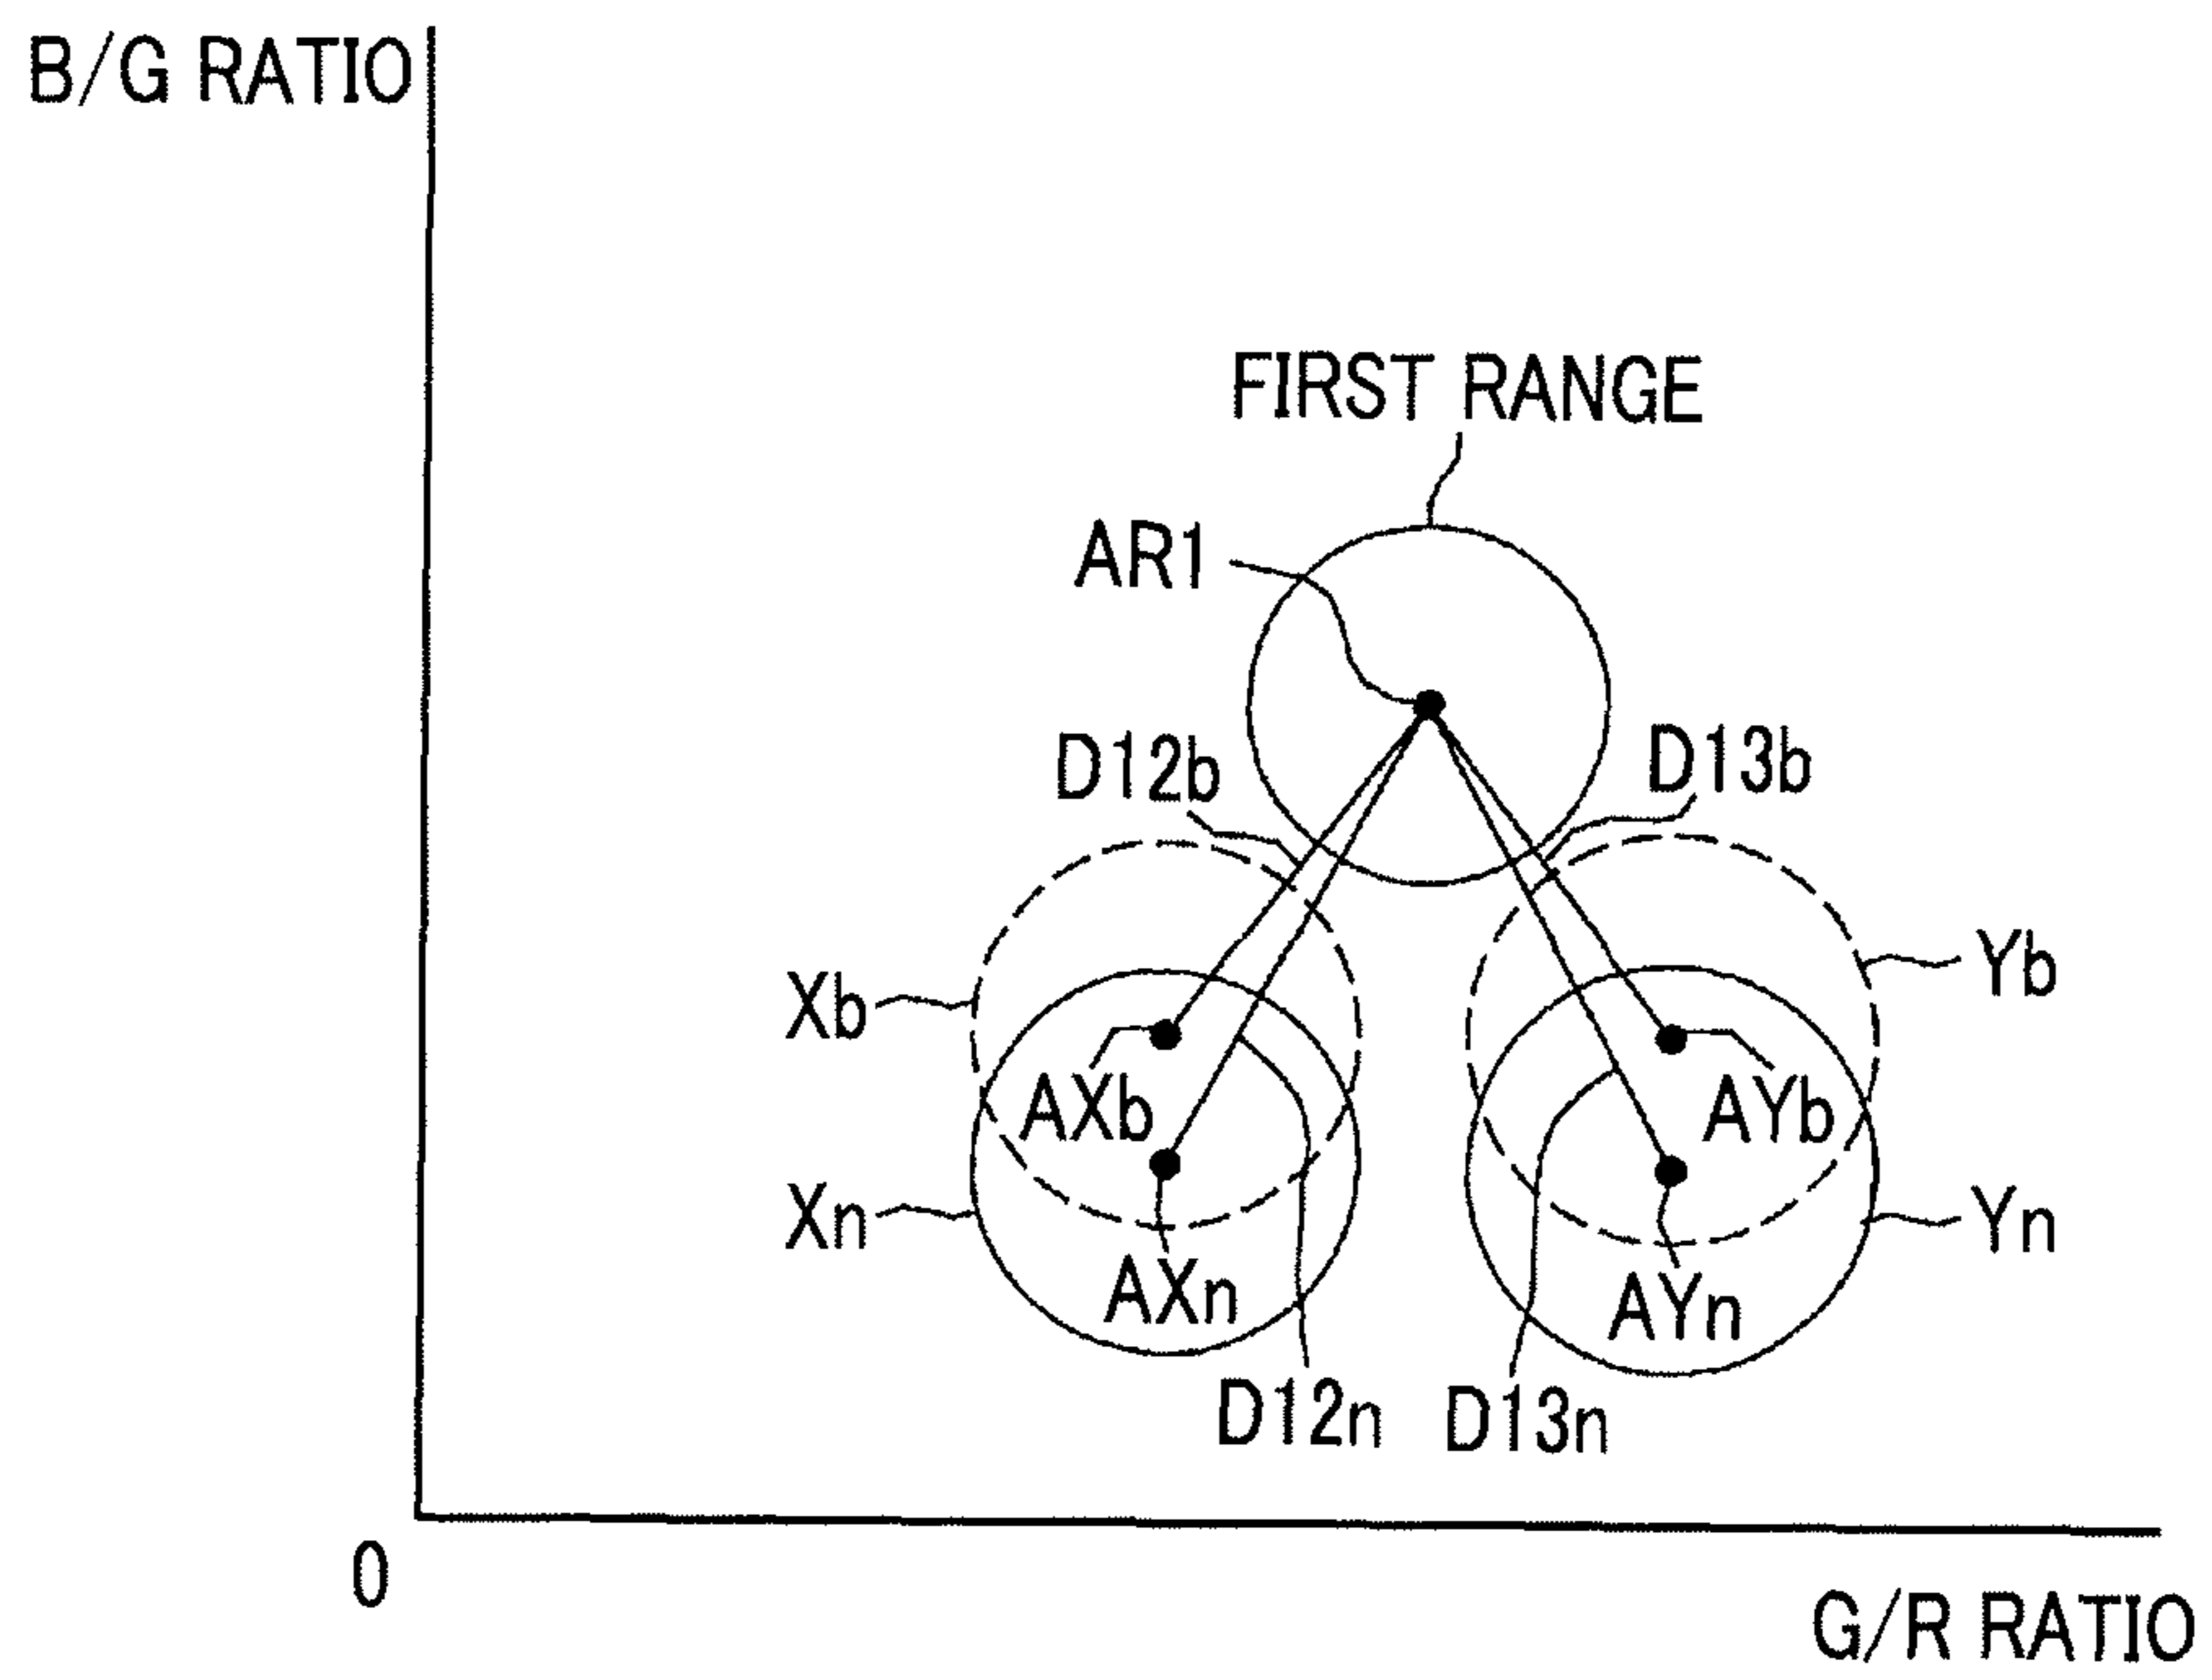 B/G RATIO
FIRST RANGE
AR1
D12b
D13b
Xb
Yb
AXb
AYb
Xn
Yn
AXn
AYn
D12n
D13n
0
G/R RATIO